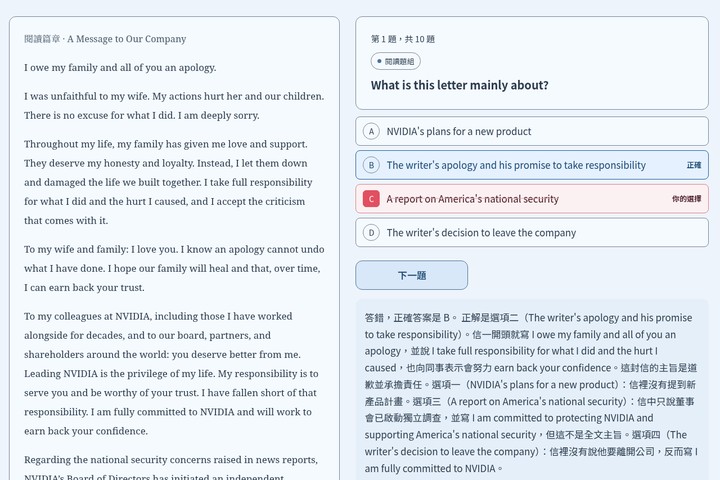 閱讀篇章 · A Message to Our Company
I owe my family and all of you an apology.
I was unfaithful to my wife. My actions hurt her and our children.
There is no excuse for what I did. I am deeply sorry.
Throughout my life, my family has given me love and support.
They deserve my honesty and loyalty. Instead, I let them down
and damaged the life we built together. I take full responsibility
for what I did and the hurt I caused, and I accept the criticism
that comes with it.
To my wife and family: I love you. I know an apology cannot undo
what I have done. I hope our family will heal and that, over time,
I can earn back your trust.
To my colleagues at NVIDIA, including those I have worked
alongside for decades, and to our board, partners, and
shareholders around the world: you deserve better from me.
Leading NVIDIA is the privilege of my life. My responsibility is to
serve you and be worthy of your trust. I have fallen short of that
responsibility. I am fully committed to NVIDIA and will work to
earn back your confidence.
Regarding the national security concerns raised in news reports,
NVIDIA's Board of Directors has initiated an independent
第 1 題，共 10 題
閱讀題組
What is this letter mainly about?
A NVIDIA's plans for a new product
B The writer's apology and his promise to take responsibility 正確
C A report on America's national security 你的選擇
D The writer's decision to leave the company
下一題
答錯，正確答案是 B。 正解是選項二（The writer's apology and his promise
to take responsibility）。信一開頭就寫 I owe my family and all of you an
apology，並說 I take full responsibility for what I did and the hurt I
caused，也向同事表示會努力 earn back your confidence。這封信的主旨是道
歉並承擔責任。選項一（NVIDIA's plans for a new product）：信裡沒有提到新
產品計畫。選項三（A report on America's national security）：信中只說董事
會已啟動獨立調查，並寫 I am committed to protecting NVIDIA and
supporting America's national security，但這不是全文主旨。選項四（The
writer's decision to leave the company）：信裡沒有說他要離開公司，反而寫 I
am fully committed to NVIDIA。